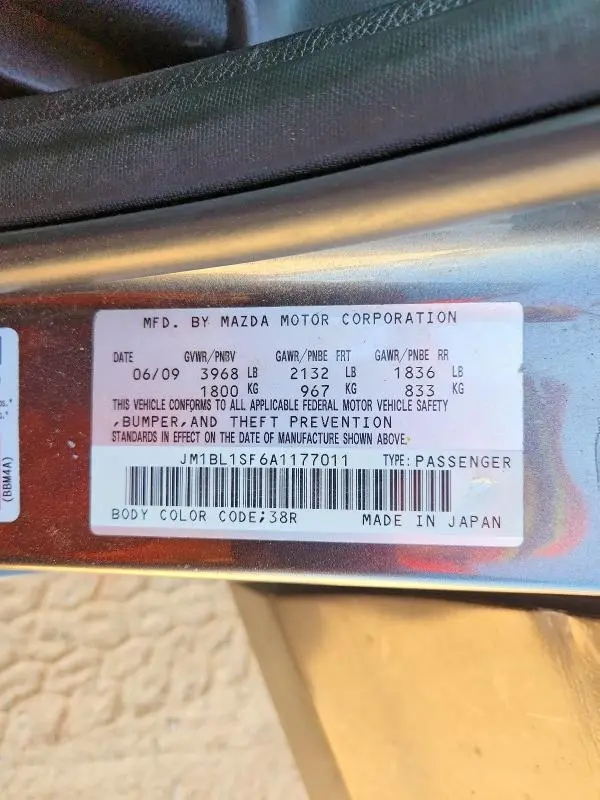 MFD. BY MAZDA MOTOR CORPORATION
DATE GVWR/PNBV GAWR/PNBE FRT GAWR/PNBE RR
06/09 3968 LB 2132 LB 1836 LB
1800 KG 967 KG 833 KG
THIS VEHICLE CONFORMS TO ALL APPLICABLE FEDERAL MOTOR VEHICLE SAFETY
,BUMPER,AND THEFT PREVENTION
STANDARDS IN EFFECT ON THE DATE OF MANUFACTURE SHOWN ABOVE.
JM1BL1SF6A1177011 TYPE: PASSENGER
BODY COLOR CODE;38R MADE IN JAPAN
(BBM4A)